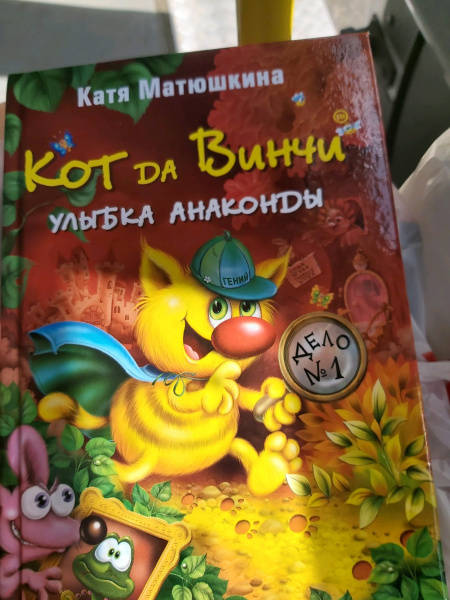 Катя Матюшкина
Кот да Винчи
УЛЫБКА АНАКОНДЫ
ГЕНИЙ
ДЕЛО
№1